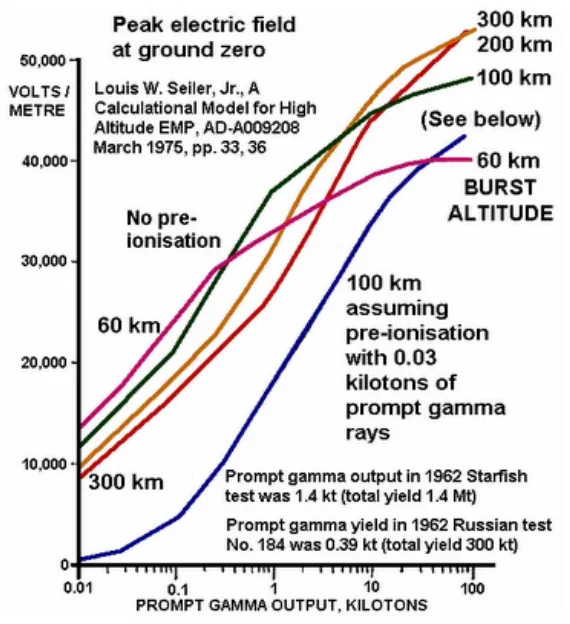 Peak electric field
at ground zero
300 km
200 km
50,000
VOLTS /
METRE
Louis W. Seiler, Jr., A
Calculational Model for High
Altitude EMP, AD-A009208
March 1975, pp. 33, 36
100 km
(See below)
40,000
60 km
BURST
ALTITUDE
No pre-
ionisation
30,000
100 km
assuming
pre-ionisation
with 0.03
kilotons of
prompt gamma
rays
60 km
20,000
10,000
300 km
Prompt gamma output in 1962 Starfish
test was 1.4 kt (total yield 1.4 Mt)
Prompt gamma yield in 1962 Russian test
No. 184 was 0.39 kt (total yield 300 kt)
0
0.01
0.1
1
10
100
PROMPT GAMMA OUTPUT, KILOTONS